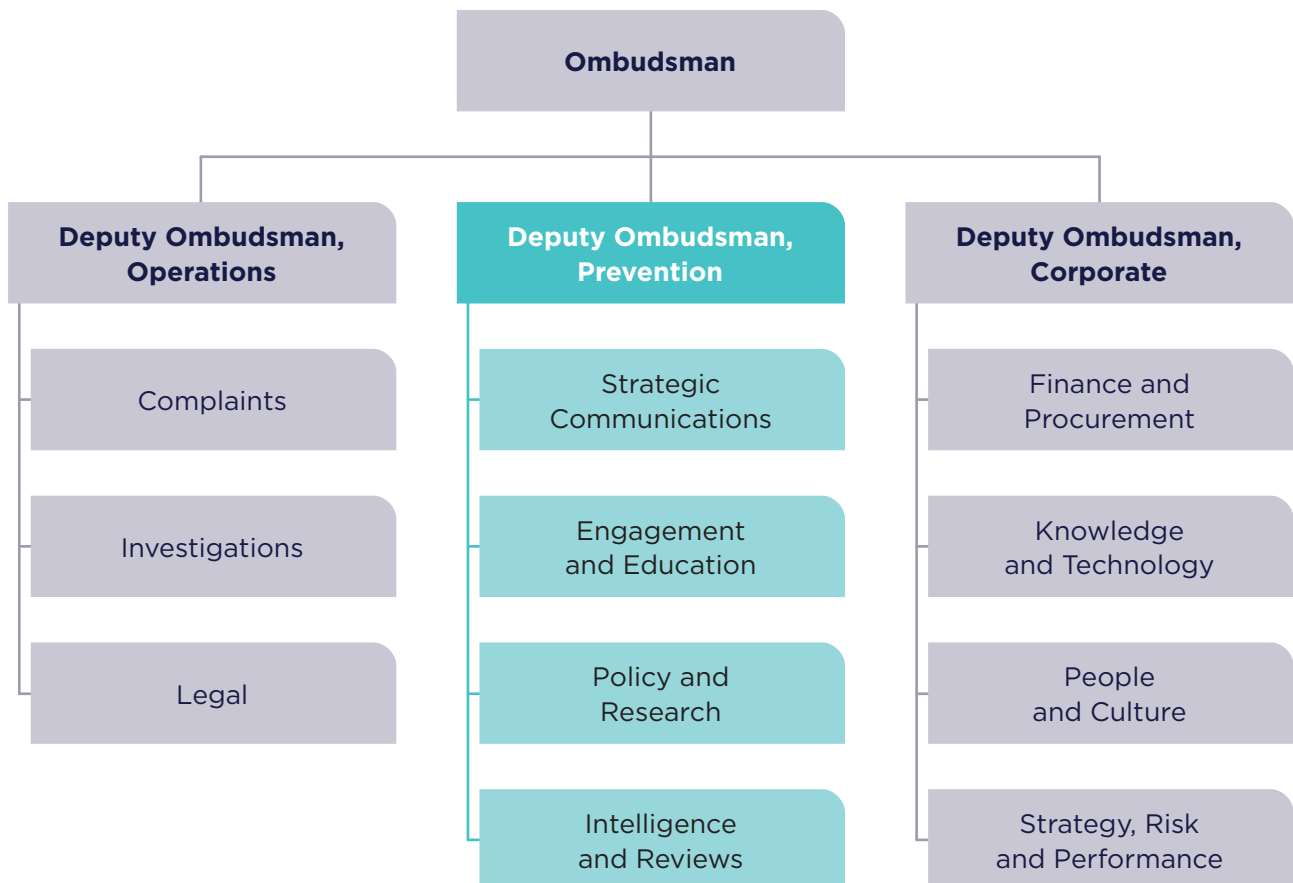 Ombudsman
Deputy Ombudsman,
Operations
Complaints
Investigations
Legal
Deputy Ombudsman,
Prevention
Strategic
Communications
Engagement
and Education
Policy and
Research
Intelligence
and Reviews
Deputy Ombudsman,
Corporate
Finance and
Procurement
Knowledge
and Technology
People
and Culture
Strategy, Risk
and Performance